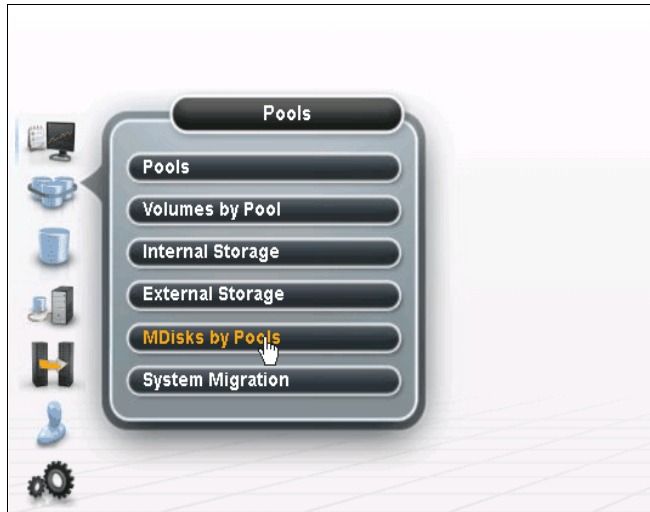 Pools
Pools
Volumes by Pool
Internal Storage
External Storage
MDisks by Pools
System Migration